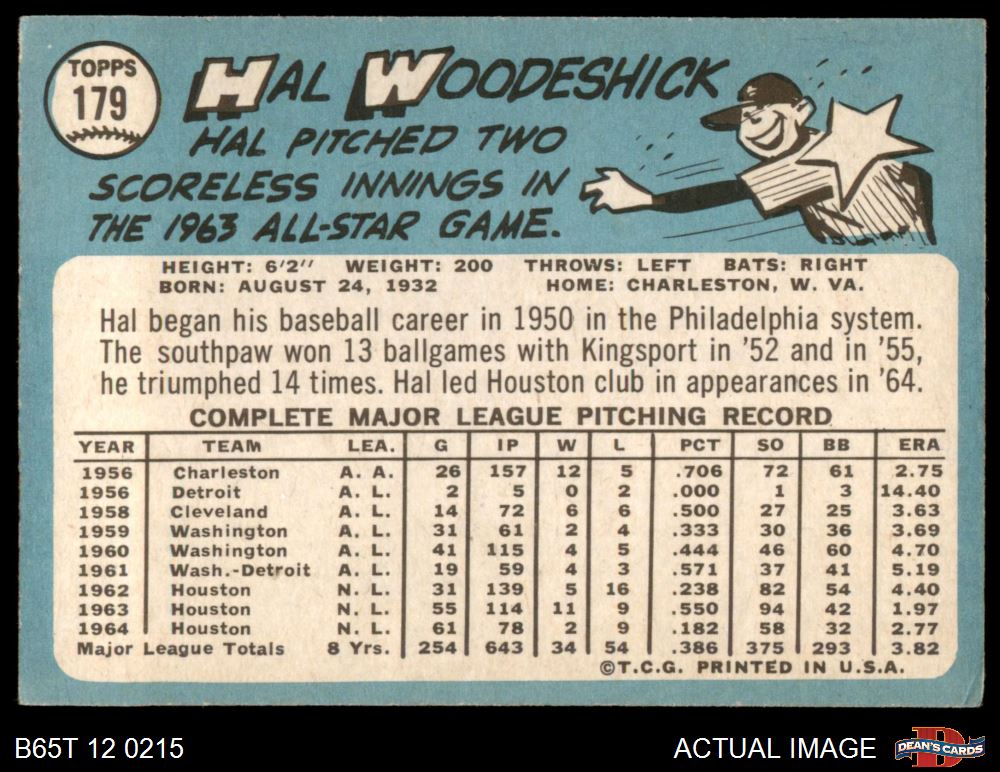 TOPPS
179
HAL WOODESHICK
HAL PITCHED TWO
SCORELESS INNINGS IN
THE 1963 ALL-STAR GAME.
HEIGHT: 6'2" WEIGHT: 200 THROWS: LEFT BATS: RIGHT
BORN: AUGUST 24, 1932 HOME: CHARLESTON, W. VA.
Hal began his baseball career in 1950 in the Philadelphia system.
The southpaw won 13 ballgames with Kingsport in '52 and in '55,
he triumphed 14 times. Hal led Houston club in appearances in '64.
COMPLETE MAJOR LEAGUE PITCHING RECORD
YEAR TEAM LEA. G IP W L PCT SO BB ERA
1956 Charleston A. A. 26 157 12 5 .706 72 61 2.75
1956 Detroit A. L. 2 5 0 2 .000 1 3 14.40
1958 Cleveland A. L. 14 72 6 6 .500 27 25 3.63
1959 Washington A. L. 31 61 2 4 .333 30 36 3.69
1960 Washington A. L. 41 115 4 5 .444 46 60 4.70
1961 Wash.-Detroit A. L. 19 59 4 3 .571 37 41 5.19
1962 Houston N. L. 31 139 5 16 .238 82 54 4.40
1963 Houston N. L. 55 114 11 9 .550 94 42 1.97
1964 Houston N. L. 61 78 2 9 .182 58 32 2.77
Major League Totals 8 Yrs. 254 643 34 54 .386 375 293 3.82
©T.C.G. PRINTED IN U.S.A.
B65T 12 0215 ACTUAL IMAGE
D
DEAN'S CARDS